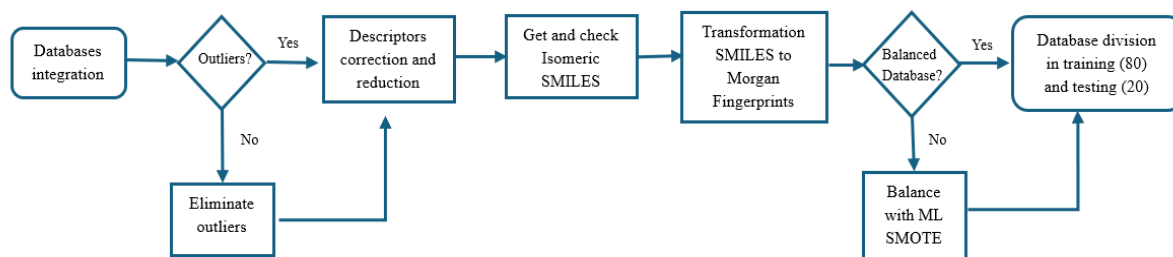 Databases
integration
Outliers?
Yes
No
Eliminate
outliers
Descriptors
correction and
reduction
Get and check
Isomeric
SMILES
Transformation
SMILES to
Morgan
Fingerprints
Balanced
Database?
Yes
No
Balance
with ML
SMOTE
Database division
in training (80)
and testing (20)